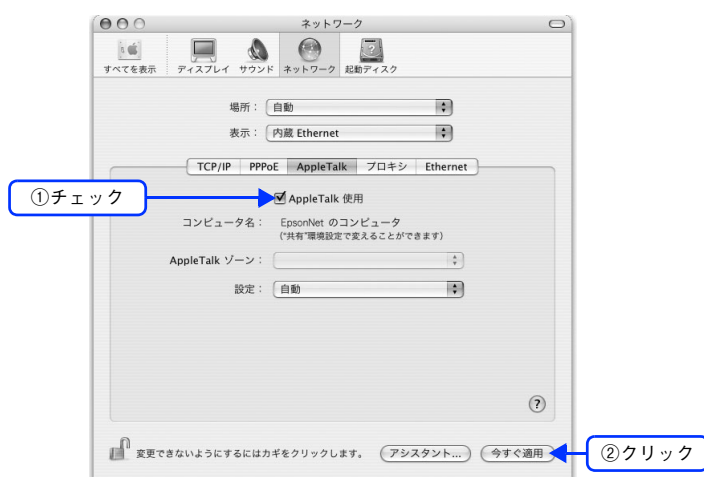 ネットワーク
すべてを表示 ディスプレイ サウンド ネットワーク 起動ディスク
場所： 自動
表示： 内蔵 Ethernet
TCP/IP PPPoE AppleTalk プロキシ Ethernet
①チェック
AppleTalk 使用
コンピュータ名： EpsonNet のコンピュータ
("共有"環境設定で変えることができます)
AppleTalk ゾーン：
設定： 自動
?
変更できないようにするにはカギをクリックします。 アシスタント... 今すぐ適用
②クリック